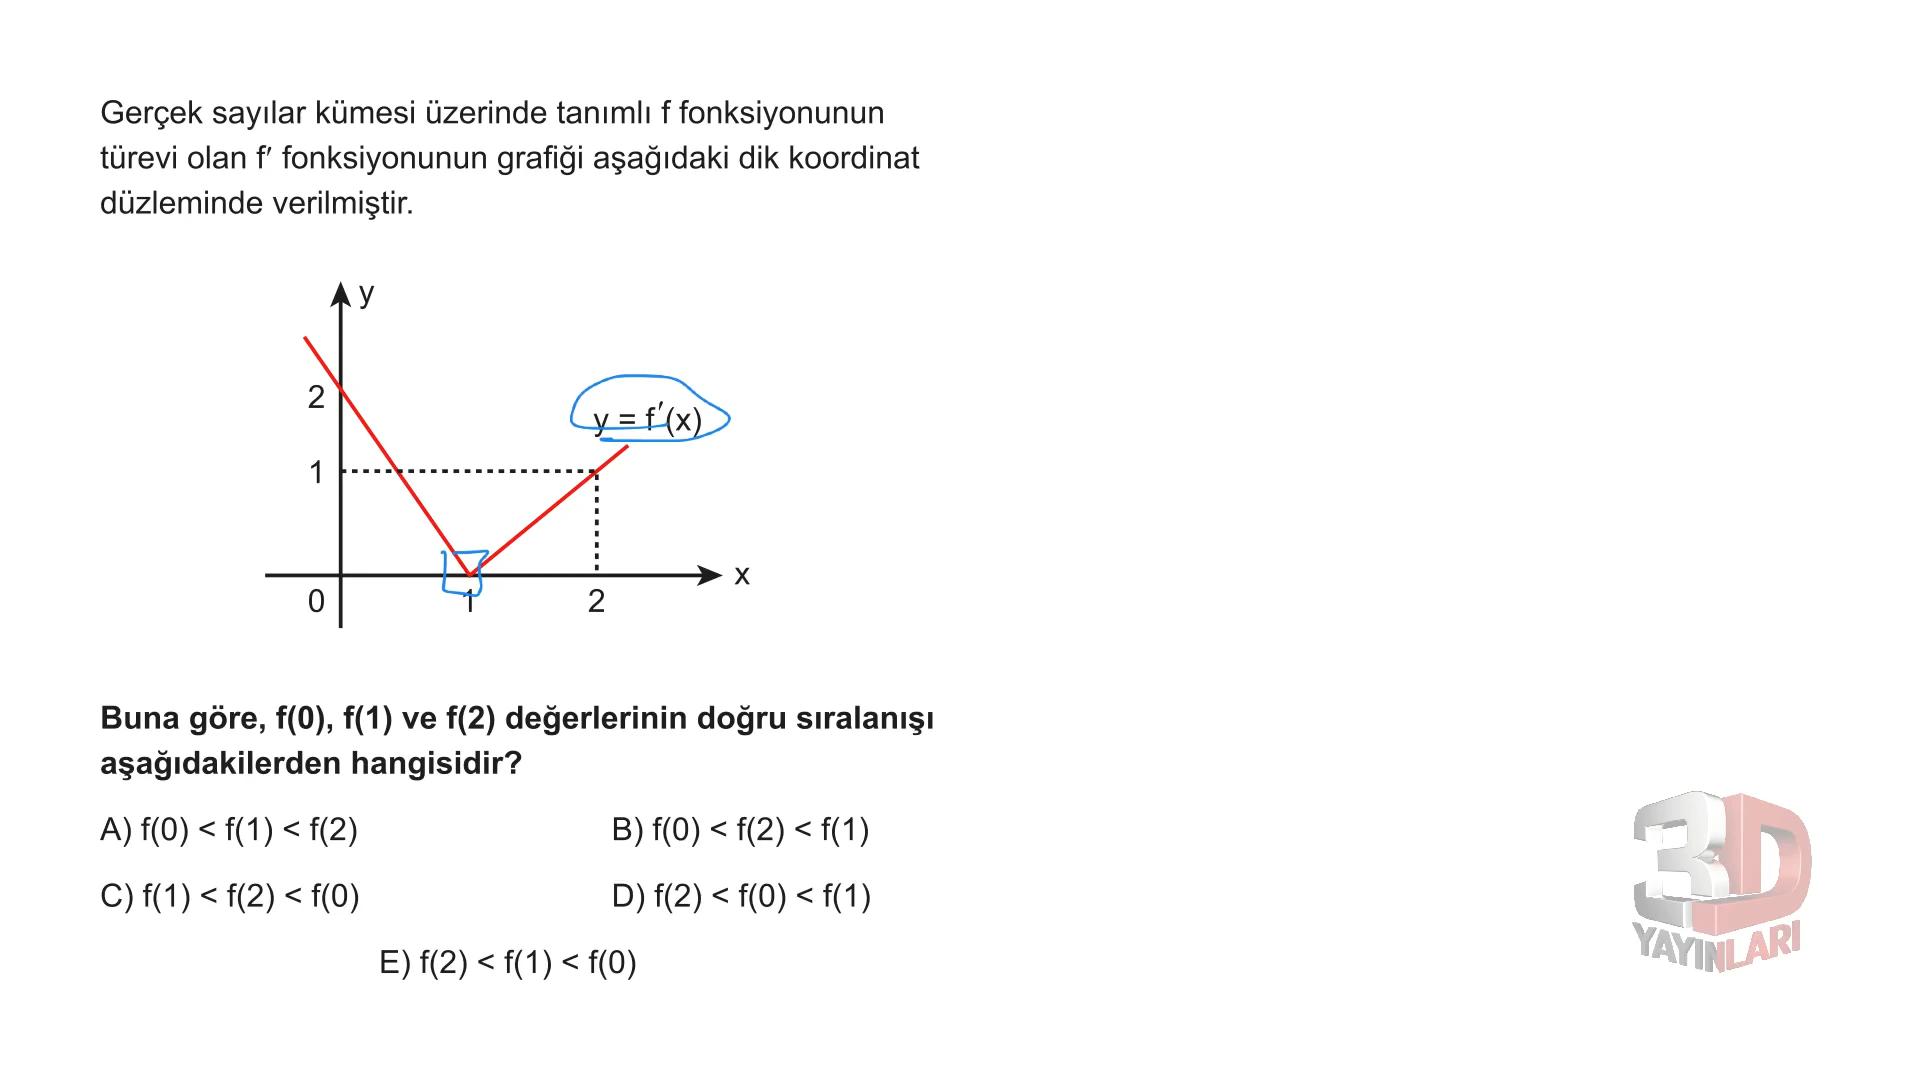 Gerçek sayılar kümesi üzerinde tanımlı f fonksiyonunun
türevi olan f′ fonksiyonunun grafiği aşağıdaki dik koordinat
düzleminde verilmiştir.
y
2
y = f′(x)
1
x
0
1
2
Buna göre, f(0), f(1) ve f(2) değerlerinin doğru sıralanışı
aşağıdakilerden hangisidir?
A) f(0) < f(1) < f(2)
B) f(0) < f(2) < f(1)
C) f(1) < f(2) < f(0)
D) f(2) < f(0) < f(1)
E) f(2) < f(1) < f(0)
3D
YAYINLARI